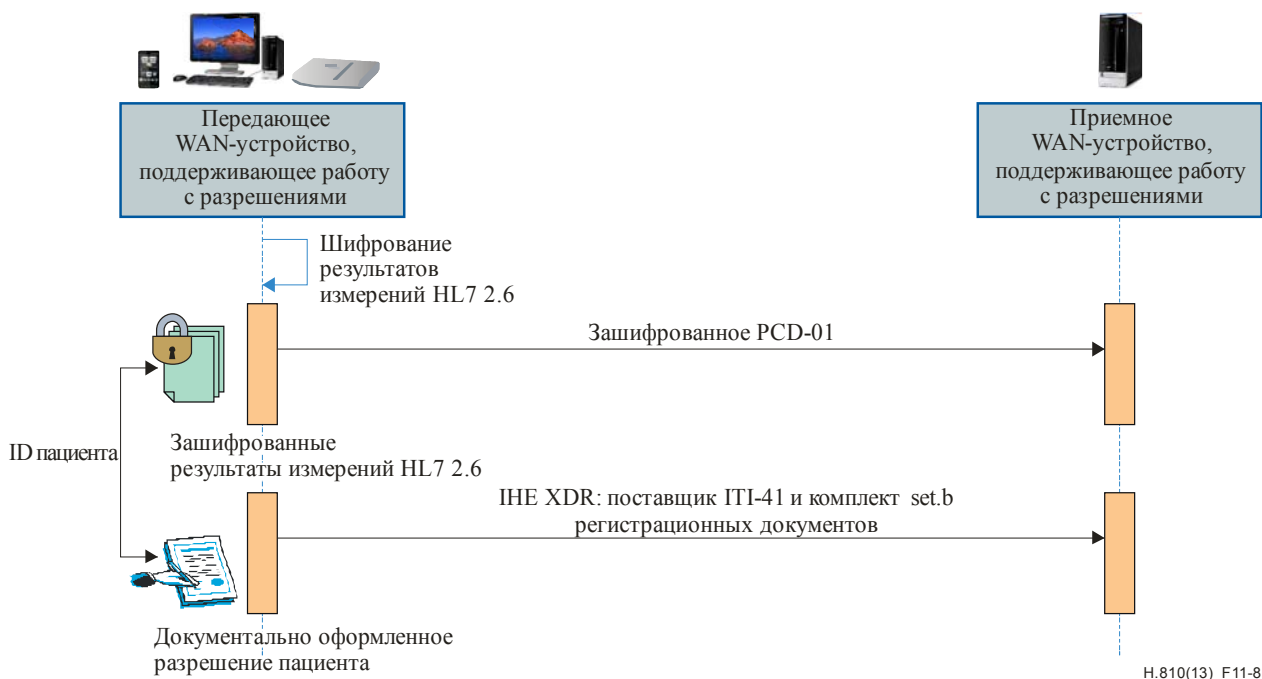 Передающее
WAN-устройство,
поддерживающее работу
с разрешениями
Приемное
WAN-устройство,
поддерживающее работу
с разрешениями
Шифрование
результатов
измерений HL7 2.6
Зашифрованное PCD-01
ID пациента
Зашифрованные
результаты измерений HL7 2.6
IHE XDR: поставщик ITI-41 и комплект set.b
регистрационных документов
Документально оформленное
разрешение пациента
H.810(13)_F11-8